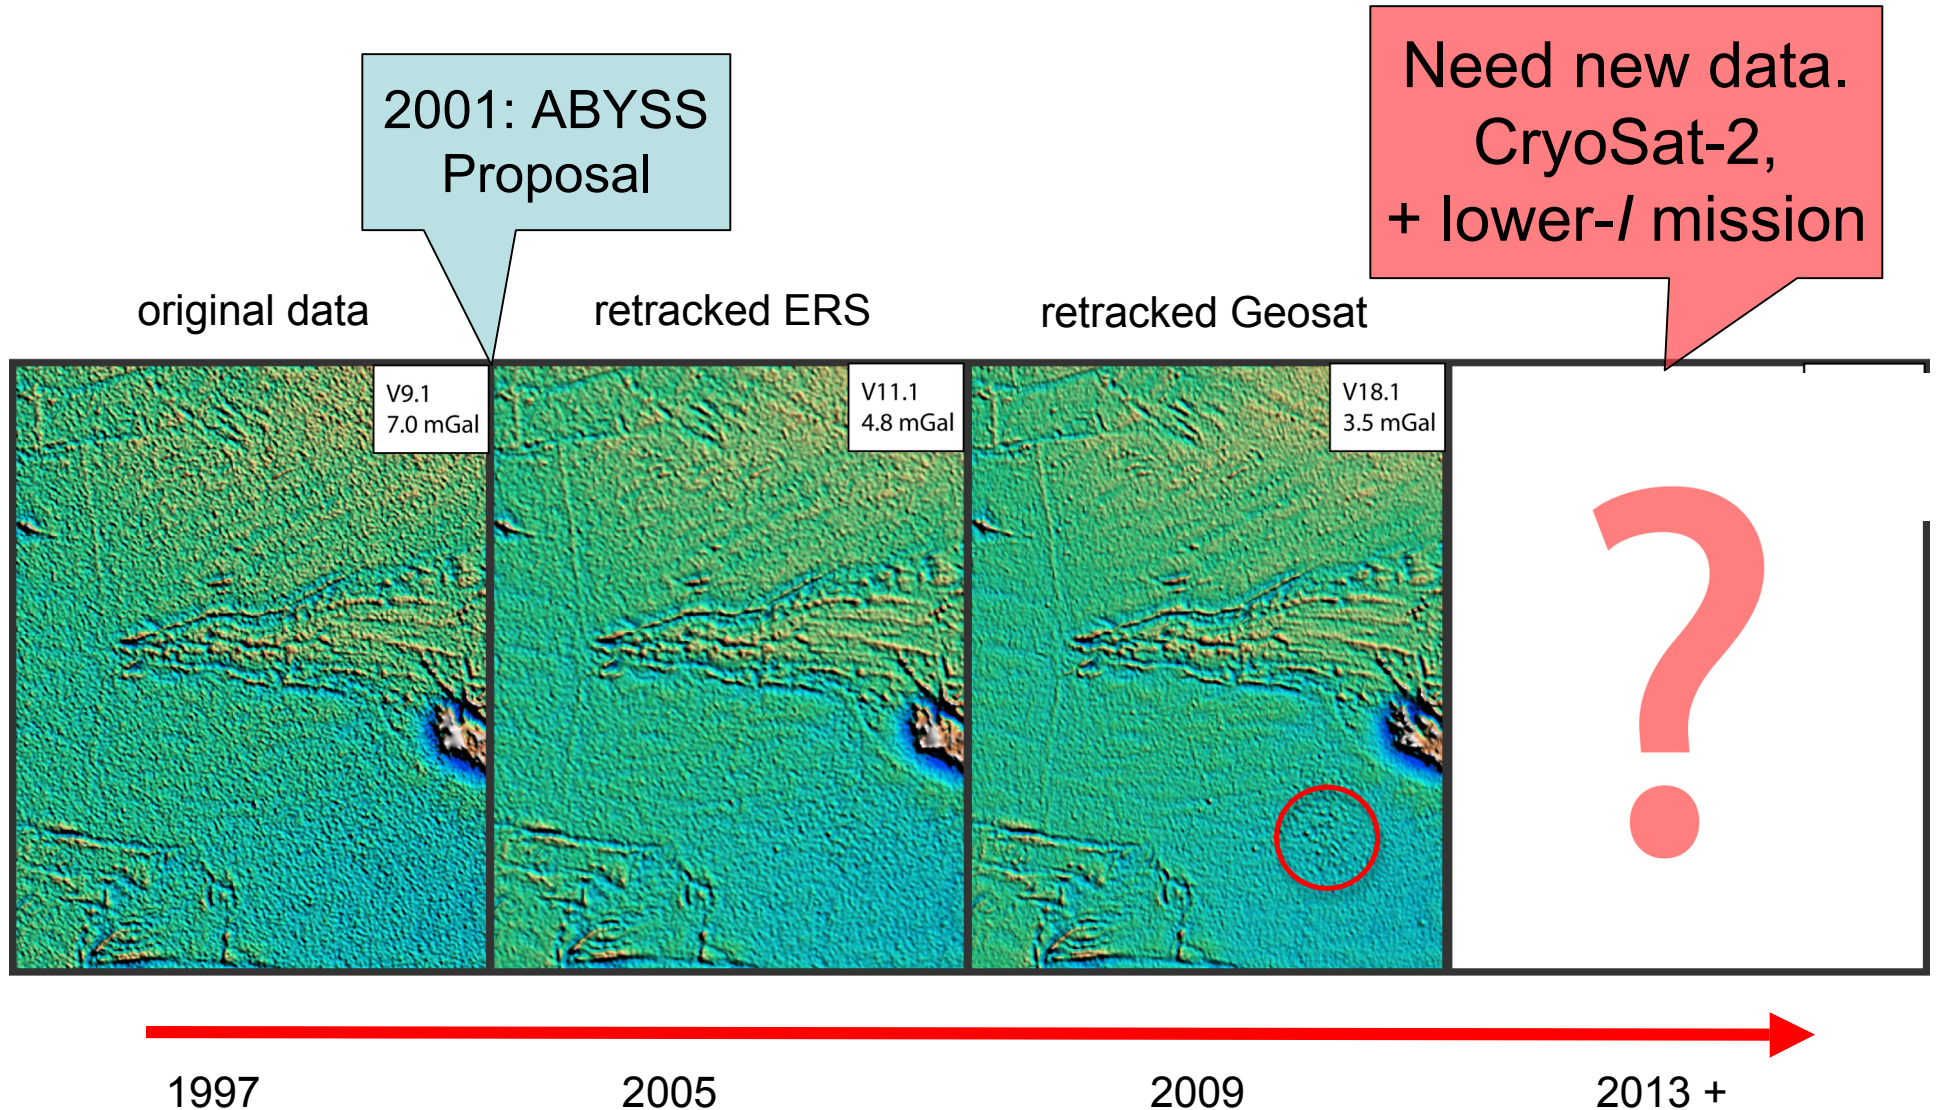 2001: ABYSS
Proposal
Need new data.
CryoSat-2,
+ lower-I mission
original data
retracked ERS
retracked Geosat
V9.1
7.0 mGal
V11.1
4.8 mGal
V18.1
3.5 mGal
?
1997
2005
2009
2013 +